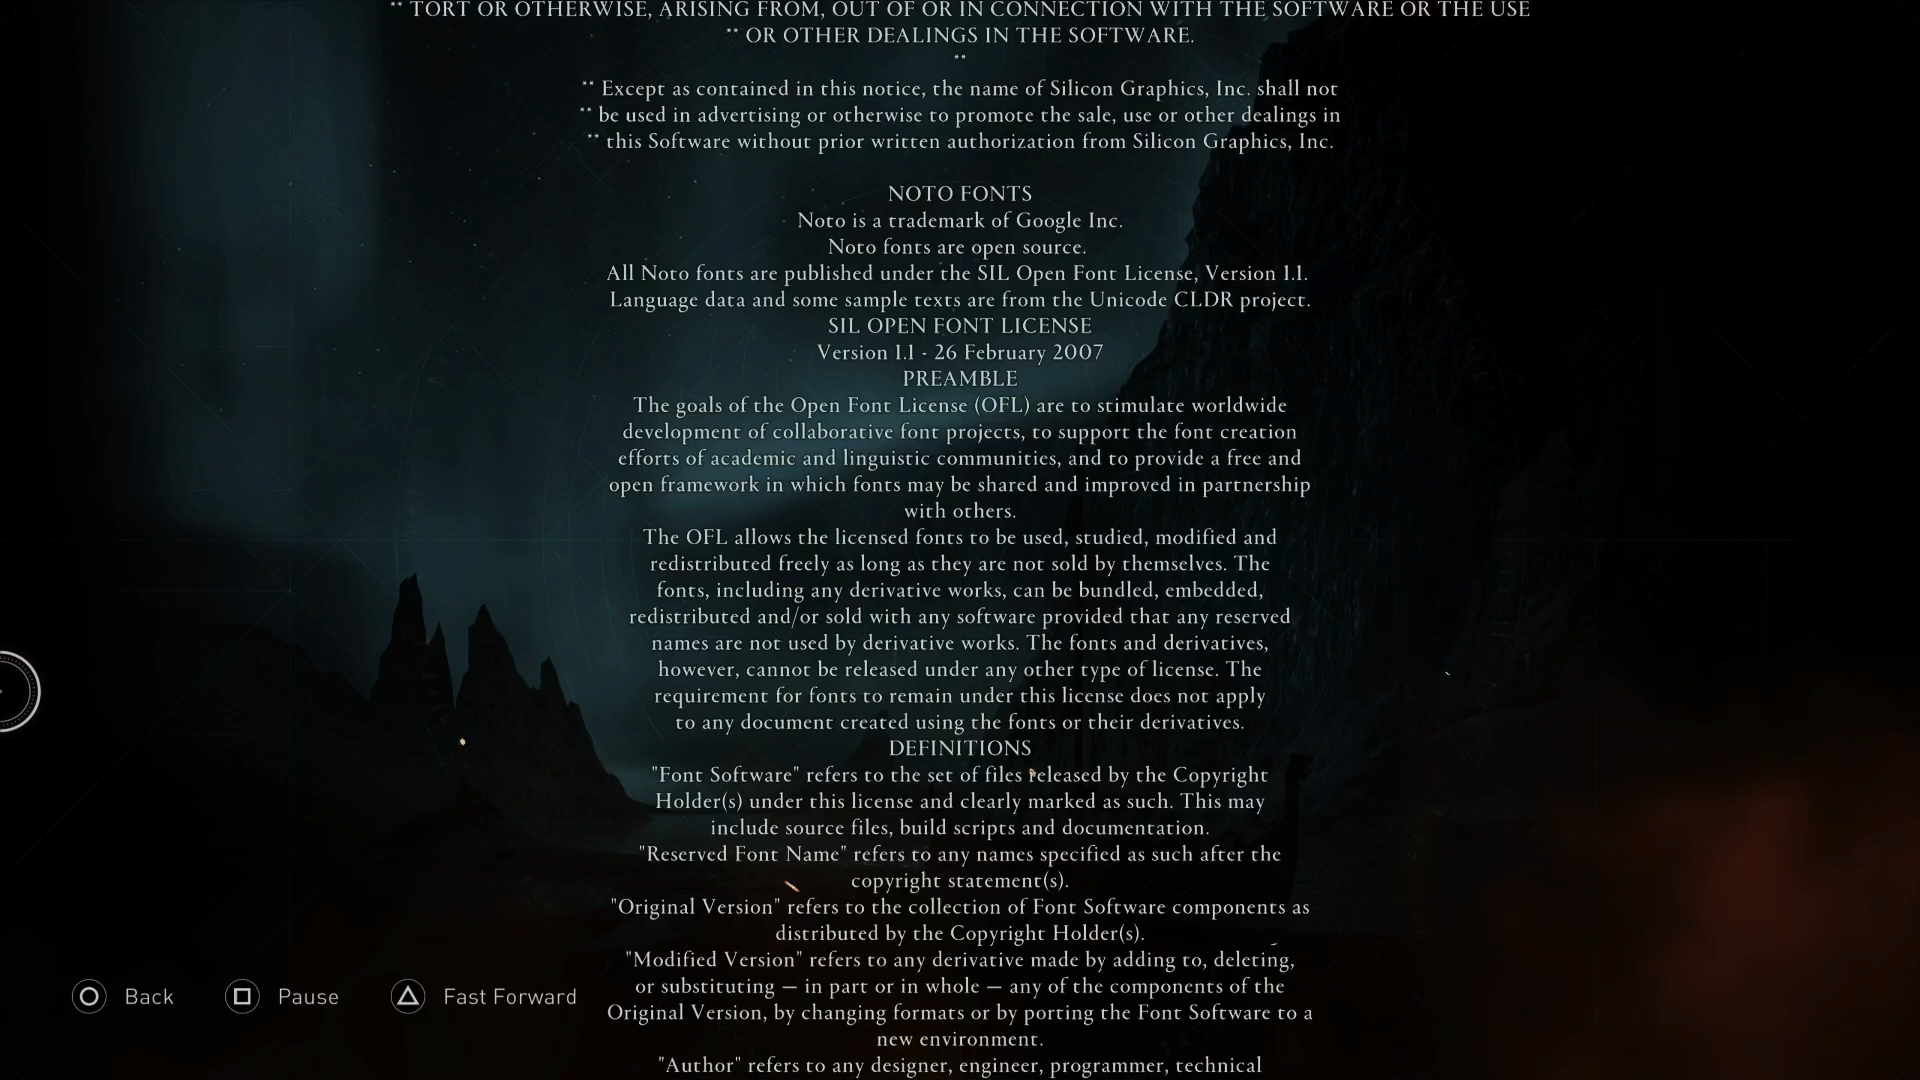 ** TORT OR OTHERWISE, ARISING FROM, OUT OF OR IN CONNECTION WITH THE SOFTWARE OR THE USE
** OR OTHER DEALINGS IN THE SOFTWARE.
**
** Except as contained in this notice, the name of Silicon Graphics, Inc. shall not
** be used in advertising or otherwise to promote the sale, use or other dealings in
** this Software without prior written authorization from Silicon Graphics, Inc.
NOTO FONTS
Noto is a trademark of Google Inc.
Noto fonts are open source.
All Noto fonts are published under the SIL Open Font License, Version 1.1.
Language data and some sample texts are from the Unicode CLDR project.
SIL OPEN FONT LICENSE
Version 1.1 - 26 February 2007
PREAMBLE
The goals of the Open Font License (OFL) are to stimulate worldwide
development of collaborative font projects, to support the font creation
efforts of academic and linguistic communities, and to provide a free and
open framework in which fonts may be shared and improved in partnership
with others.
The OFL allows the licensed fonts to be used, studied, modified and
redistributed freely as long as they are not sold by themselves. The
fonts, including any derivative works, can be bundled, embedded,
redistributed and/or sold with any software provided that any reserved
names are not used by derivative works. The fonts and derivatives,
however, cannot be released under any other type of license. The
requirement for fonts to remain under this license does not apply
to any document created using the fonts or their derivatives.
DEFINITIONS
"Font Software" refers to the set of files released by the Copyright
Holder(s) under this license and clearly marked as such. This may
include source files, build scripts and documentation.
"Reserved Font Name" refers to any names specified as such after the
copyright statement(s).
"Original Version" refers to the collection of Font Software components as
distributed by the Copyright Holder(s).
"Modified Version" refers to any derivative made by adding to, deleting,
or substituting — in part or in whole — any of the components of the
Original Version, by changing formats or by porting the Font Software to a
new environment.
"Author" refers to any designer, engineer, programmer, technical
Back
Pause
Fast Forward